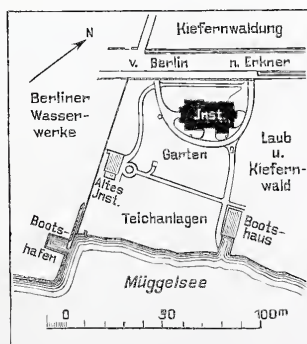 Kiefernwaldung
N
v. Berlin n. Erkner
Berliner
Wasser-
werke
Jnst.
Garten
Laub
u.
Kiefern-
wald
Altes
Jnst.
Teichanlagen
Boots-
hafen
Boots-
haus
Müggelsee
0 50 100m